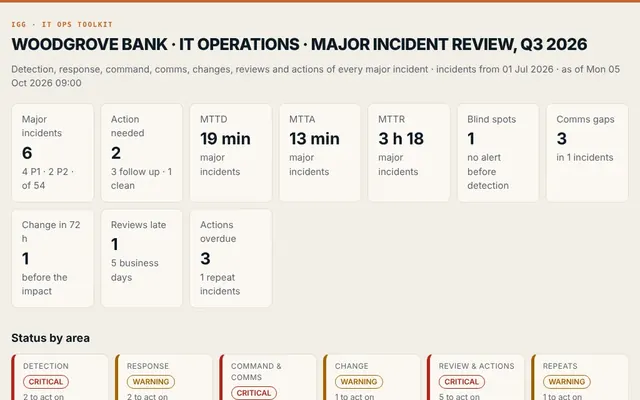 IGG · IT OPS TOOLKIT
WOODGROVE BANK · IT OPERATIONS · MAJOR INCIDENT REVIEW, Q3 2026
Detection, response, command, comms, changes, reviews and actions of every major incident · incidents from 01 Jul 2026 · as of Mon 05
Oct 2026 09:00
Major
incidents
6
4 P1 · 2 P2 ·
of 54
Action
needed
2
3 follow up · 1
clean
MTTD
19 min
major
incidents
MTTA
13 min
major
incidents
MTTR
3 h 18
major
incidents
Blind spots
1
no alert
before
detection
Comms gaps
3
in 1 incidents
Change in 72
h
1
before the
impact
Reviews late
1
5 business
days
Actions
overdue
3
1 repeat
incidents
Status by area
DETECTION
CRITICAL
2 to act on
RESPONSE
WARNING
2 to act on
COMMAND &
COMMS
CRITICAL
CHANGE
WARNING
1 to act on
REVIEW & ACTIONS
CRITICAL
5 to act on
REPEATS
WARNING
1 to act on